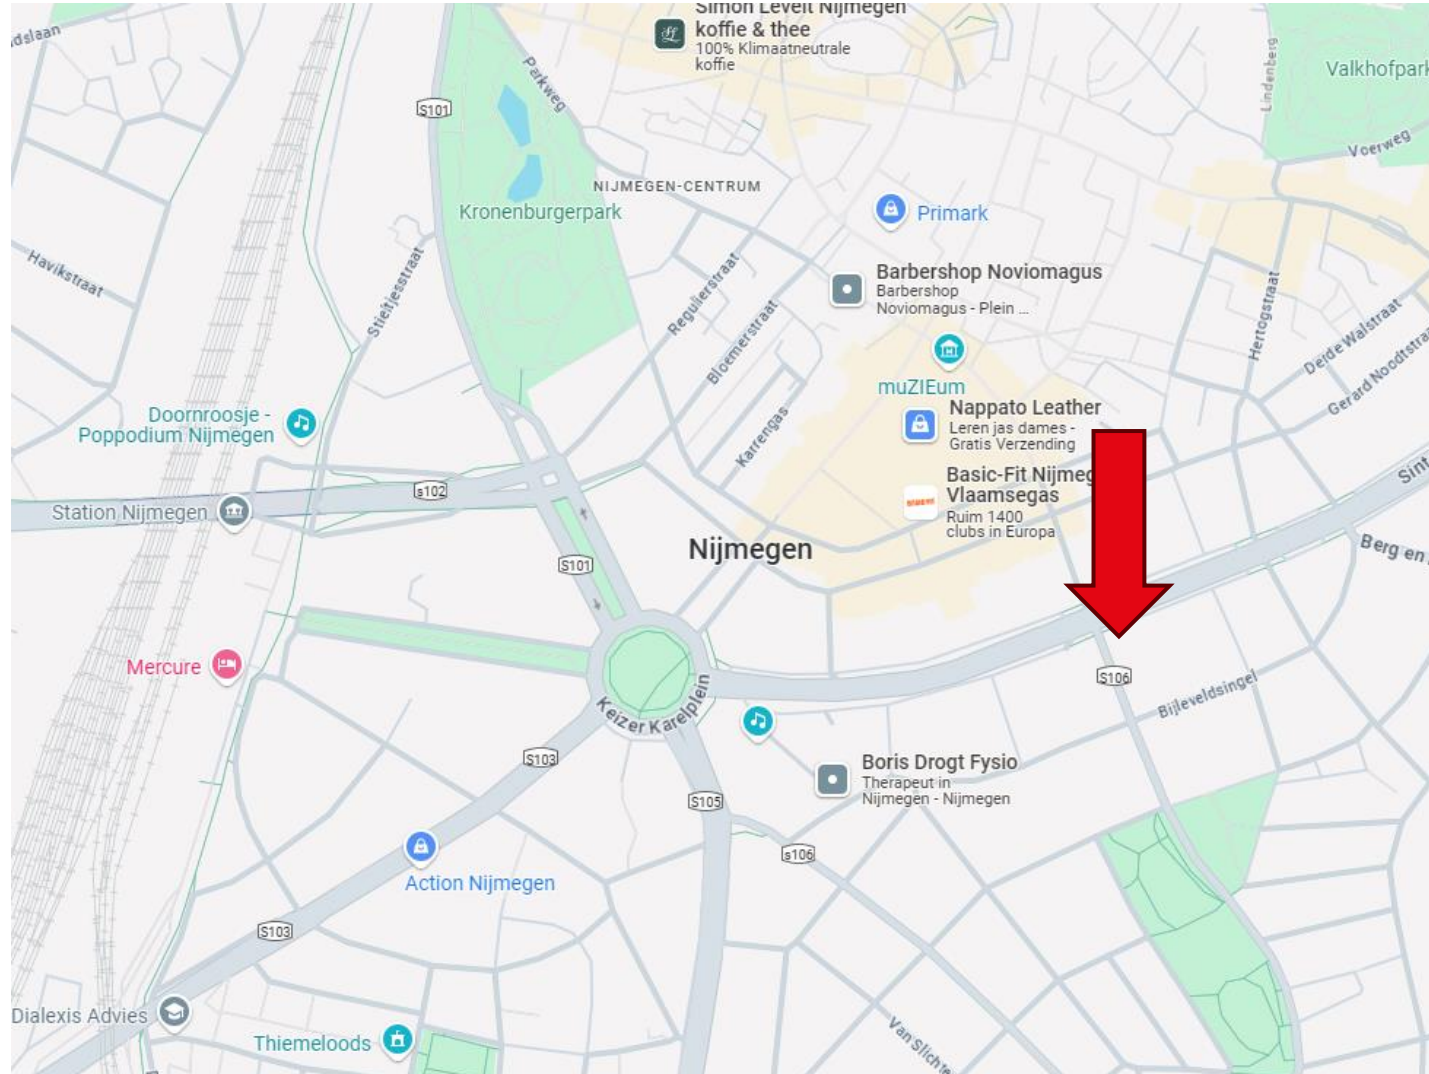 Simon Levelt Nijmegen
koffie & thee
100% Klimaatneutrale
koffie
Parkweg
S101
Lindenberg
Valkhofpark
Voerweg
NIJMEGEN-CENTRUM
Kronenburgerpark
Primark
Havikstraat
Stieltjesstraat
Regulierstraat
Bloemerstraat
Barbershop Noviomagus
Barbershop
Noviomagus - Plein ...
Hertogstraat
Derde Walstraat
Gerard Noodtstra
muZIEum
Doornroosje -
Poppodium Nijmegen
Karrengas
Nappato Leather
Leren jas dames -
Gratis Verzending
Basic-Fit Nijmeg
Vlaamsegas
Ruim 1400
clubs in Europa
Sint
s102
Station Nijmegen
Nijmegen
Berg en
S101
Mercure
Keizer Karelplein
S106
Bijleveldsingel
S103
Boris Drogt Fysio
Therapeut in
Nijmegen - Nijmegen
S105
s106
Action Nijmegen
S103
Dialexis Advies
Thiemeloods
Van Slichte